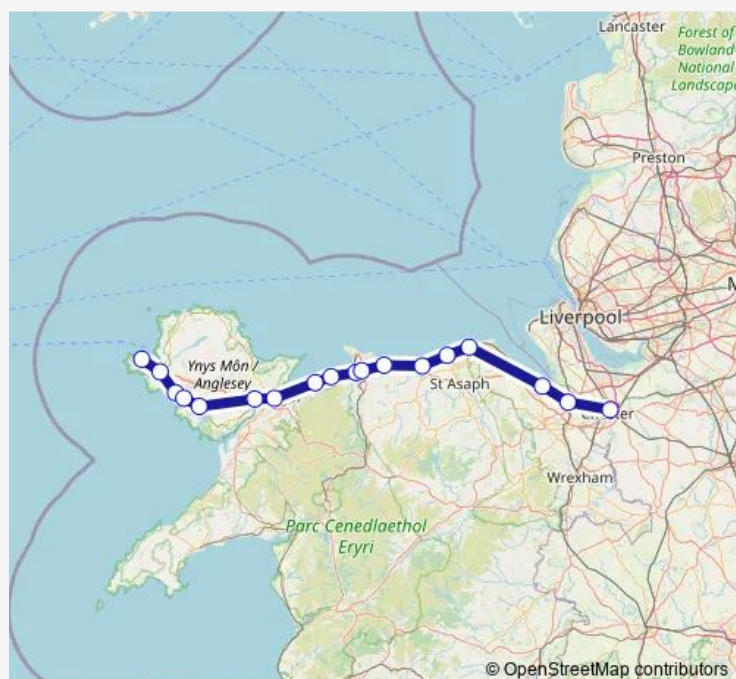 Lancaster
Forest of
Bowland
National
Landscape
Preston
M
Liverpool
Ynys Môn /
Anglesey
St Asaph
Wrexham
Parc Cenedlaethol
Eryri
© OpenStreetMap contributors